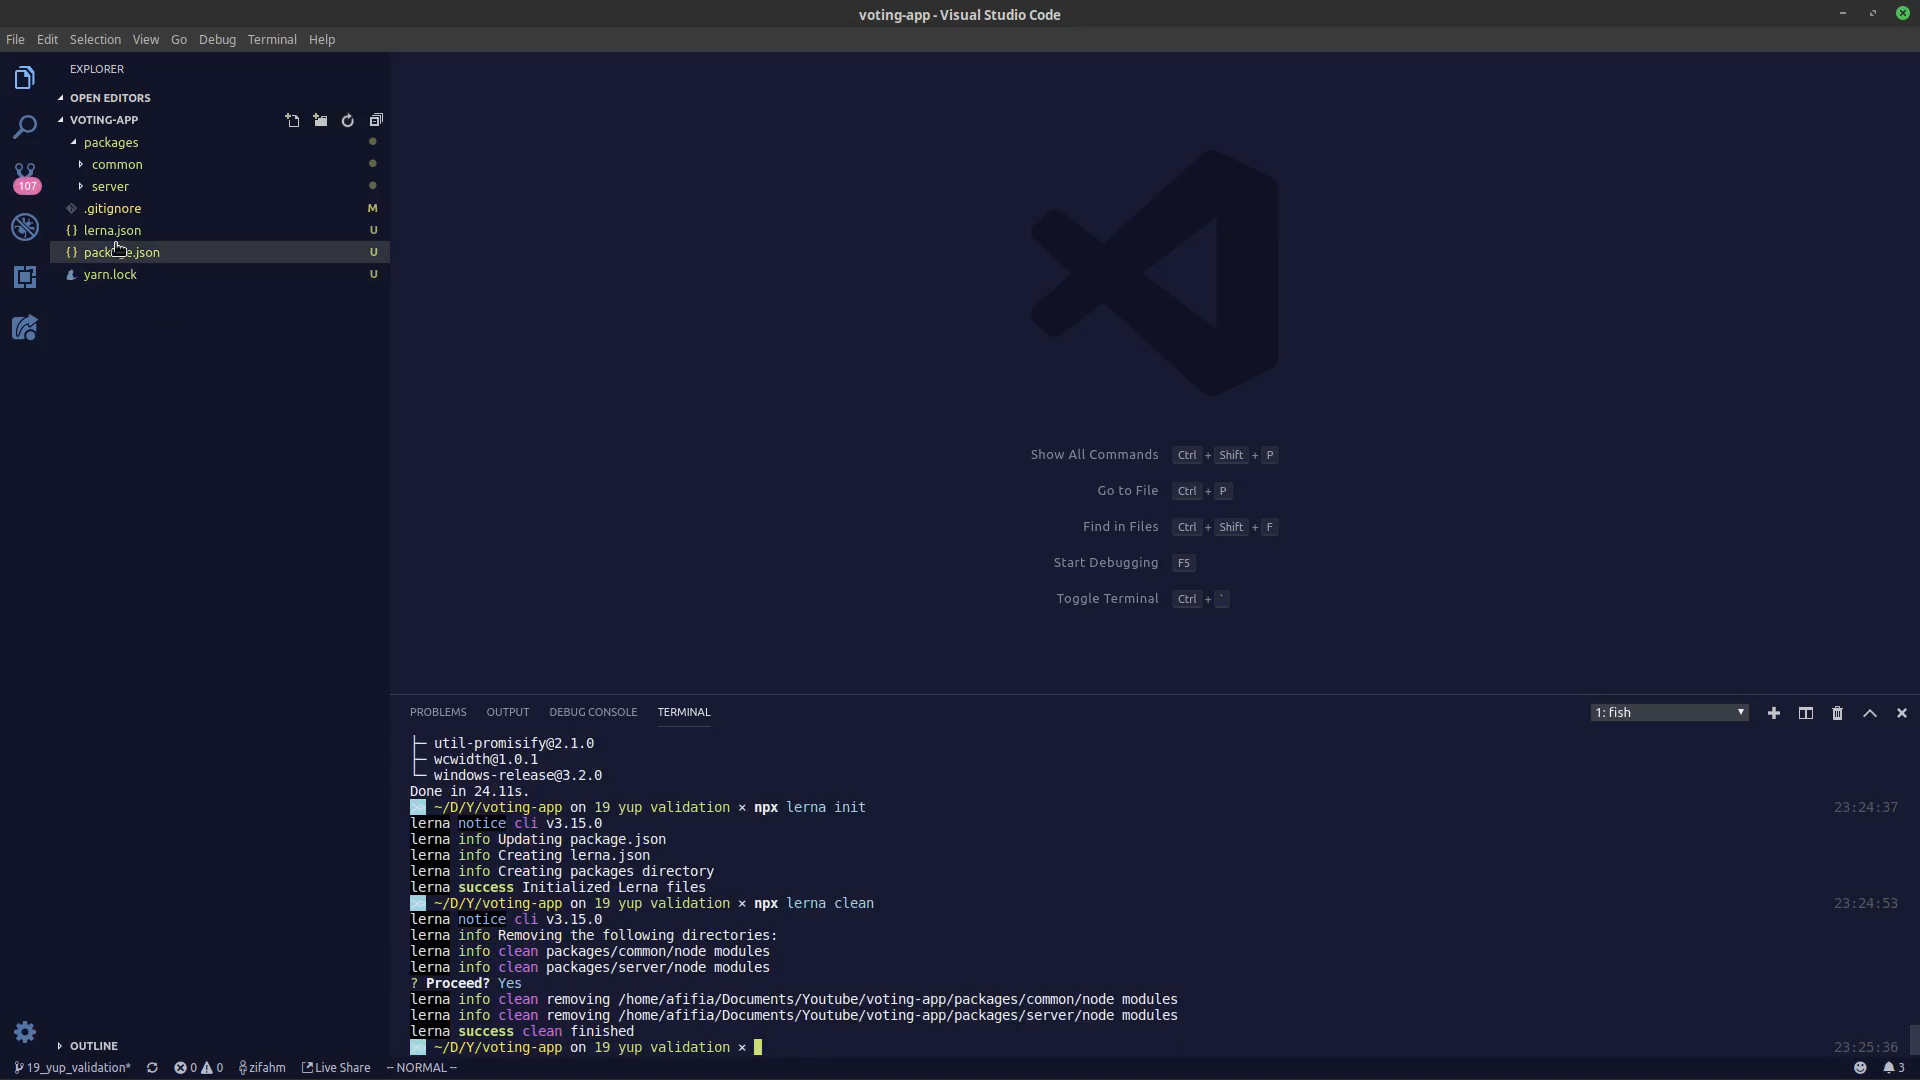 voting-app - Visual Studio Code
File Edit Selection View Go Debug Terminal Help
EXPLORER
OPEN EDITORS
VOTING-APP
packages
common
107
server
.gitignore M
lerna.json U
package.json U
yarn.lock U
Show All Commands Ctrl + Shift + P
Go to File Ctrl + P
Find in Files Ctrl + Shift + F
Start Debugging F5
Toggle Terminal Ctrl + `
PROBLEMS OUTPUT DEBUG CONSOLE TERMINAL 1: fish
├─ util-promisify@2.1.0
├─ wcwidth@1.0.1
└─ windows-release@3.2.0
Done in 24.11s.
~/D/Y/voting-app on 19 yup validation × npx lerna init 23:24:37
lerna notice cli v3.15.0
lerna info Updating package.json
lerna info Creating lerna.json
lerna info Creating packages directory
lerna success Initialized Lerna files
~/D/Y/voting-app on 19 yup validation × npx lerna clean 23:24:53
lerna notice cli v3.15.0
lerna info Removing the following directories:
lerna info clean packages/common/node modules
lerna info clean packages/server/node modules
? Proceed? Yes
lerna info clean removing /home/afifia/Documents/Youtube/voting-app/packages/common/node modules
lerna info clean removing /home/afifia/Documents/Youtube/voting-app/packages/server/node modules
lerna success clean finished
~/D/Y/voting-app on 19 yup validation × 23:25:36
OUTLINE
19_yup_validation* 0 0 zifahm Live Share -- NORMAL -- 3